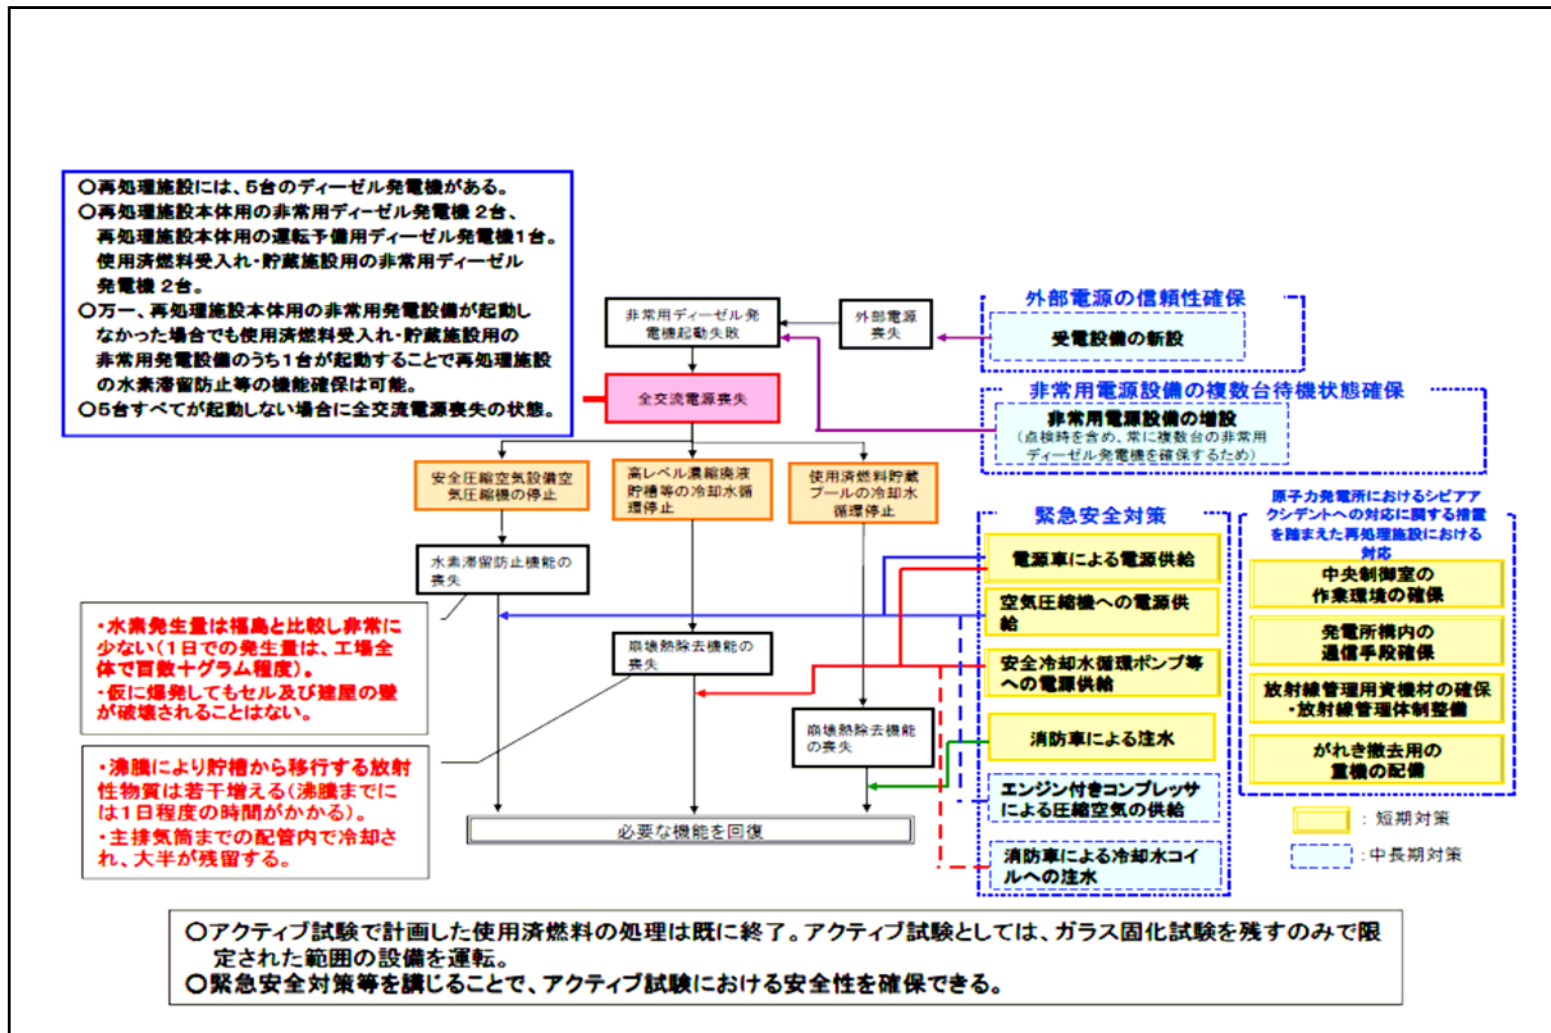 ○再処理施設には、5台のディーゼル発電機がある。
○再処理施設本体用の非常用ディーゼル発電機2台、
再処理施設本体用の運転予備用ディーゼル発電機1台。
使用済燃料受入れ・貯蔵施設用の非常用ディーゼル
発電機2台。
○万一、再処理施設本体用の非常用発電設備が起動し
なかった場合でも使用済燃料受入れ・貯蔵施設用の
非常用発電設備のうち1台が起動することで再処理施設
の水素滞留防止等の機能確保は可能。
○5台すべてが起動しない場合に全交流電源喪失の状態。
非常用ディーゼル発
電機起動失敗
外部電源
喪失
外部電源の信頼性確保
受電設備の新設
全交流電源喪失
非常用電源設備の複数台待機状態確保
非常用電源設備の増設
(点検時を含め、常に複数台の非常用
ディーゼル発電機を確保するため)
安全圧縮空気設備空
気圧縮機の停止
高レベル濃縮廃液
貯槽等の冷却水循
環停止
使用済燃料貯蔵
プールの冷却水
循環停止
水素滞留防止機能の
喪失
崩壊熱除去機能の
喪失
崩壊熱除去機能
の喪失
必要な機能を回復
・水素発生量は福島と比較し非常に
少ない(1日での発生量は、工場全
体で百数十グラム程度)。
・仮に爆発してもセル及び建屋の壁
が破壊されることはない。
・沸騰により貯槽から移行する放射
性物質は若干増える(沸騰までに
は1日程度の時間がかかる)。
・主排気筒までの配管内で冷却さ
れ、大半が残留する。
緊急安全対策
電源車による電源供給
空気圧縮機への電源供
給
安全冷却水循環ポンプ等
への電源供給
消防車による注水
エンジン付きコンプレッサ
による圧縮空気の供給
消防車による冷却水コイ
ルへの注水
原子力発電所におけるシビアア
クシデントへの対応に関する措置
を踏まえた再処理施設における
対応
中央制御室の
作業環境の確保
発電所構内の
通信手段確保
放射線管理用資機材の確保
・放射線管理体制整備
がれき撤去用の
重機の配備
：短期対策
：中長期対策
○アクティブ試験で計画した使用済燃料の処理は既に終了。アクティブ試験としては、ガラス固化試験を残すのみで限
定された範囲の設備を運転。
○緊急安全対策等を講じることで、アクティブ試験における安全性を確保できる。